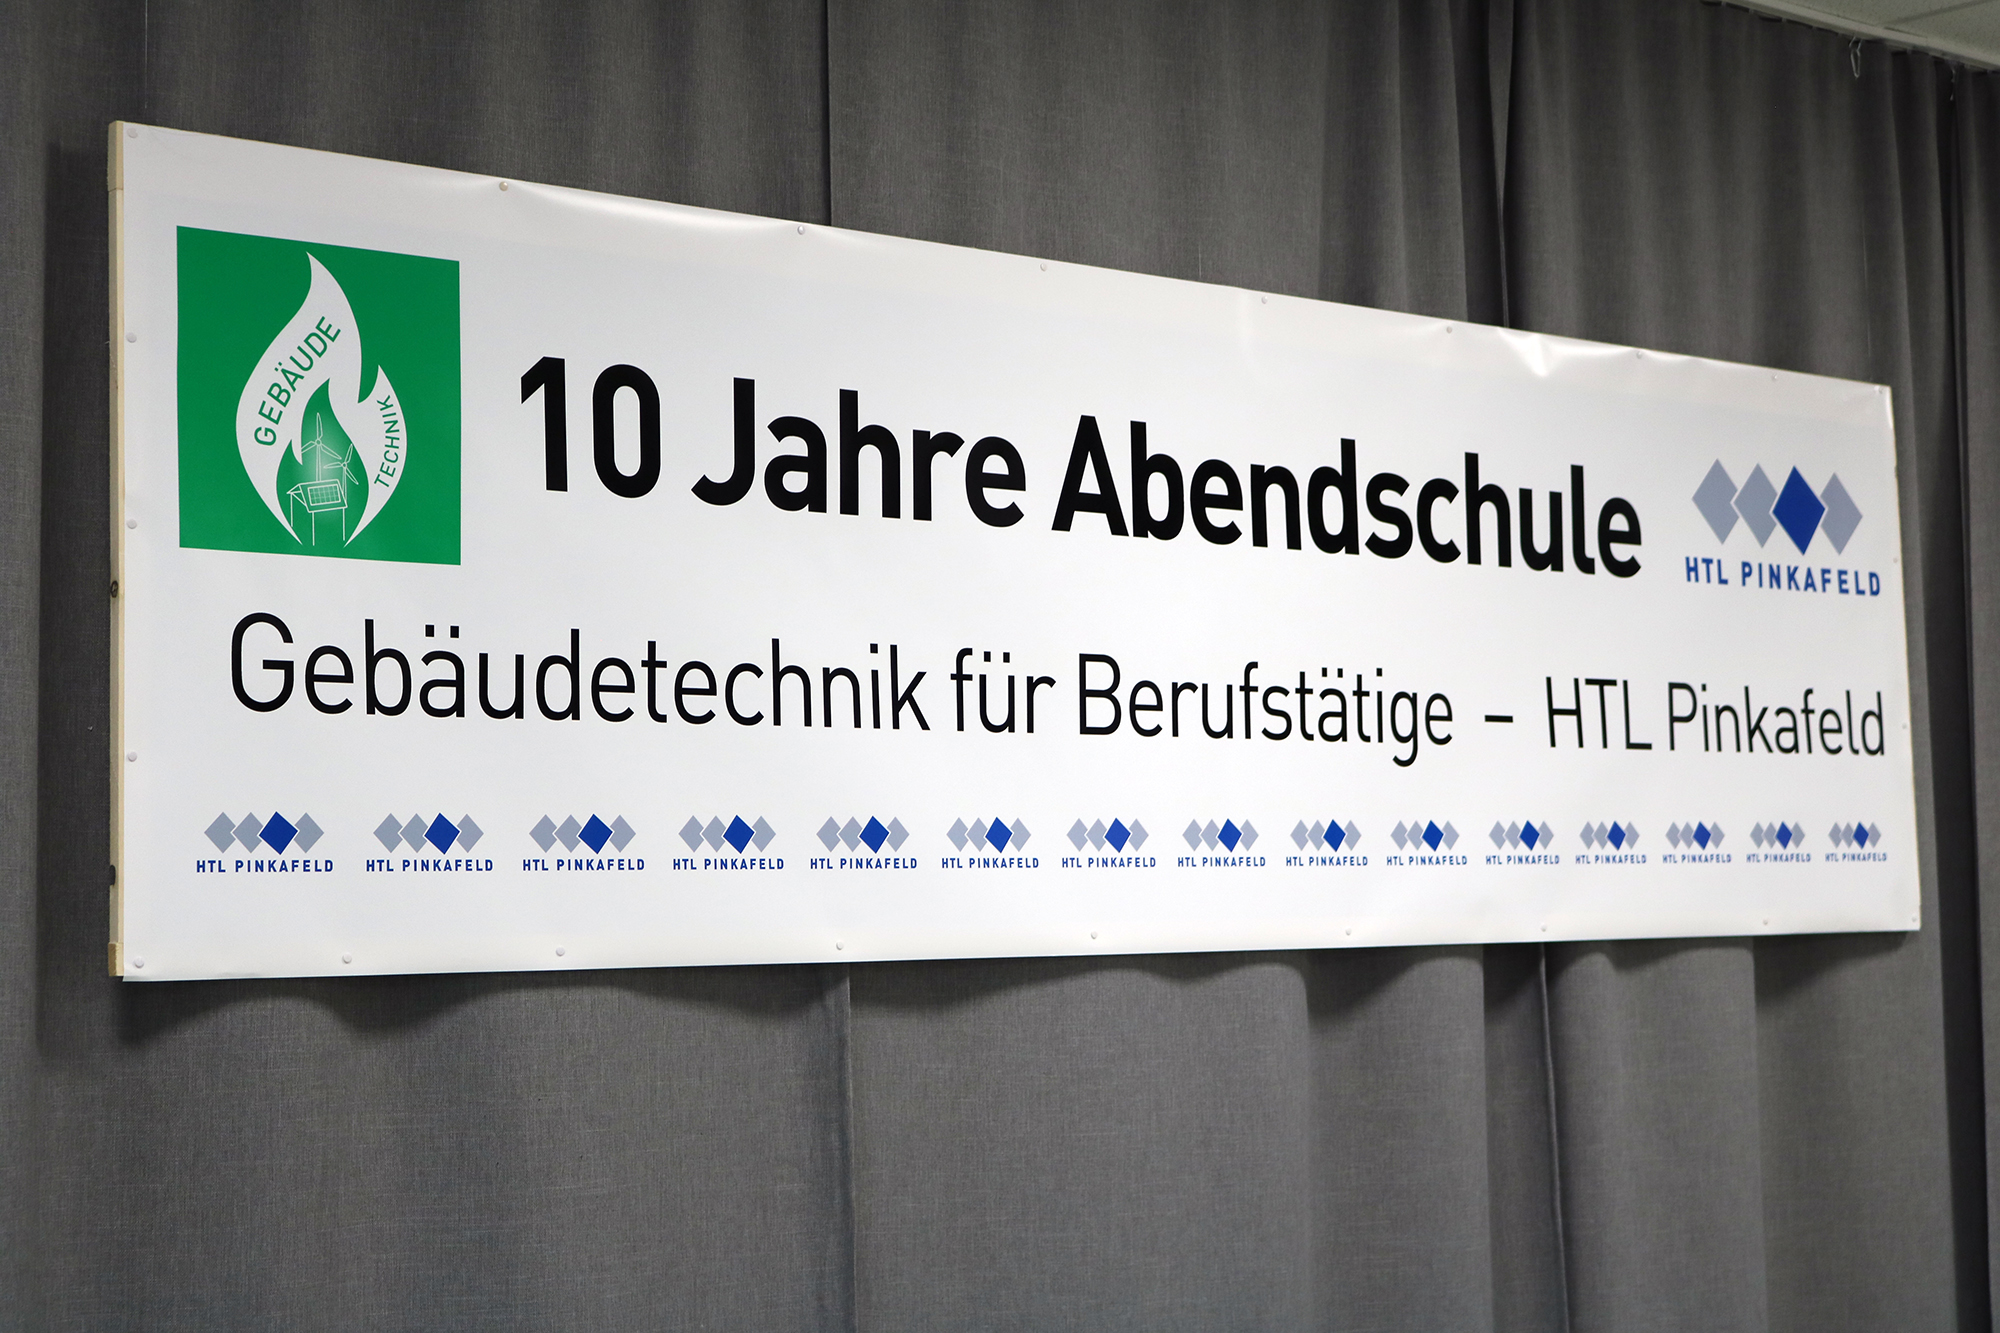 GEBÄUDE
TECHNIK
10 Jahre Abendschule
HTL PINKAFELD
Gebäudetechnik für Berufstätige – HTL Pinkafeld
HTL PINKAFELD HTL PINKAFELD HTL PINKAFELD HTL PINKAFELD HTL PINKAFELD HTL PINKAFELD HTL PINKAFELD HTL PINKAFELD HTL PINKAFELD HTL PINKAFELD HTL PINKAFELD HTL PINKAFELD HTL PINKAFELD HTL PINKAFELD HTL PINKAFELD